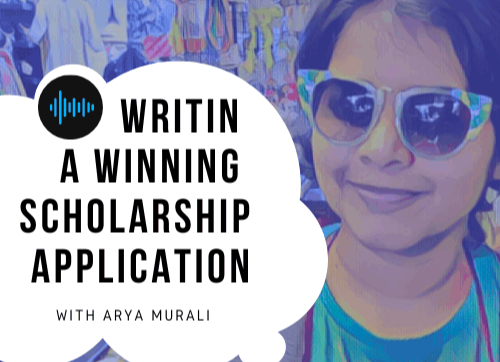 WRITIN
A WINNING
SCHOLARSHIP
APPLICATION
WITH ARYA MURALI